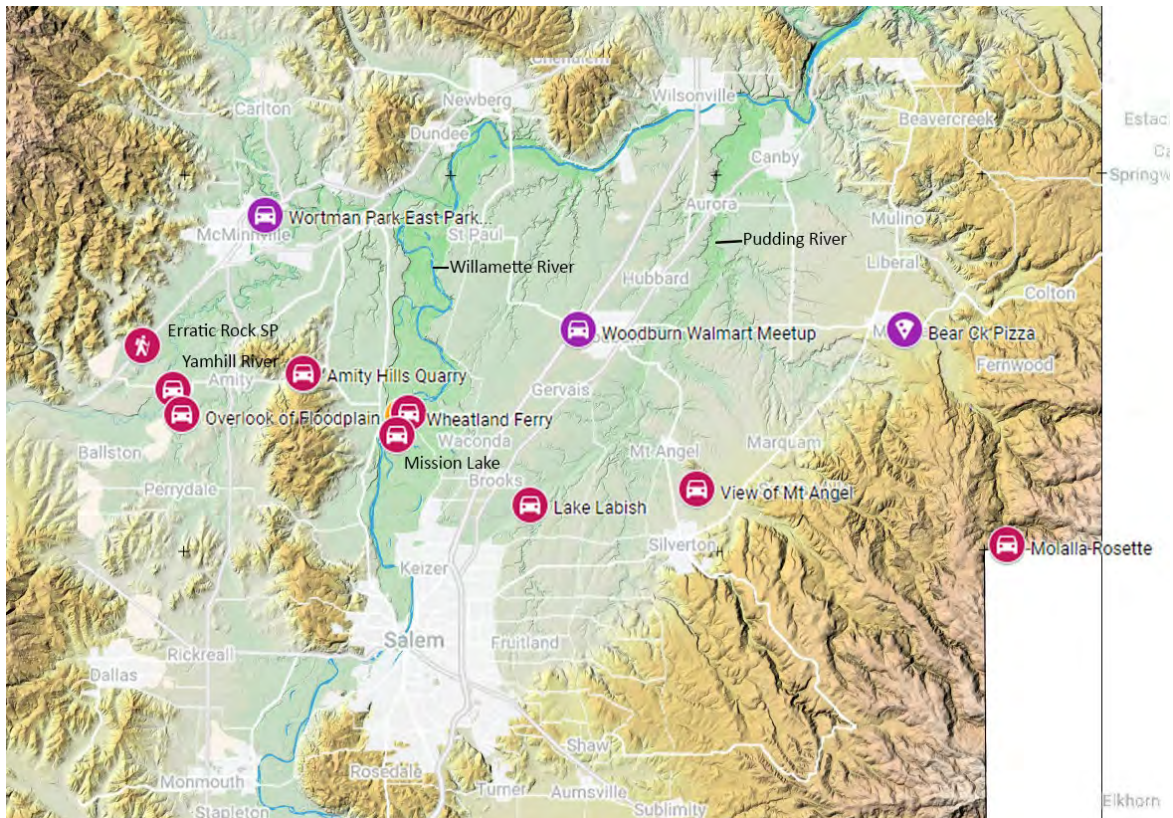 Chehalem
Newberg
Wilsonville
Carlton
Beavercreek
Dundee
Canby
Springw
Aurora
Mulino
Wortman Park East Park...
McMinnville
St Paul
Pudding River
Liberal
Willamette River
Hubbard
Colton
Erratic Rock SP
Woodburn Walmart Meetup
Bear Ck Pizza
Yamhill River
Fernwood
Amity
Amity Hills Quarry
Gervais
Overlook of Floodplain
Wheatland Ferry
Waconda
Marquam
Ballston
Mt Angel
Mission Lake
Brooks
Perrydale
View of Mt Angel
Lake Labish
Silverton
Molalla-Rosette
Keizer
Salem
Fruitland
Rickreall
Dallas
Shaw
Rosedale
Monmouth
Turner
Aumsville
Stapleton
Sublimity
Elkhorn